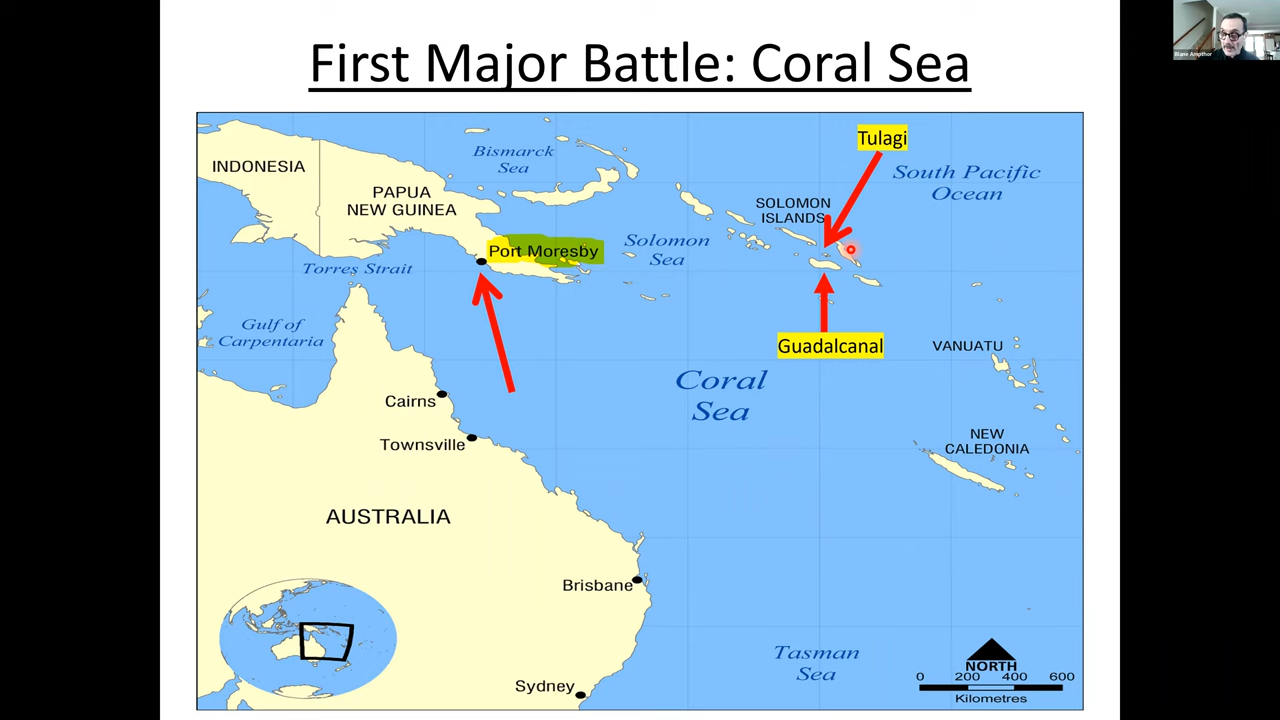 First Major Battle: Coral Sea
Blane Ampthor
Tulagi
INDONESIA
Bismarck
Sea
South Pacific
Ocean
PAPUA
NEW GUINEA
SOLOMON
ISLANDS
Port Moresby
Solomon
Sea
Torres Strait
Gulf of
Carpentaria
Guadalcanal
VANUATU
Coral
Sea
Cairns
Townsville
NEW
CALEDONIA
AUSTRALIA
Brisbane
Tasman
Sea
Sydney
NORTH
0 200 400 600
Kilometres